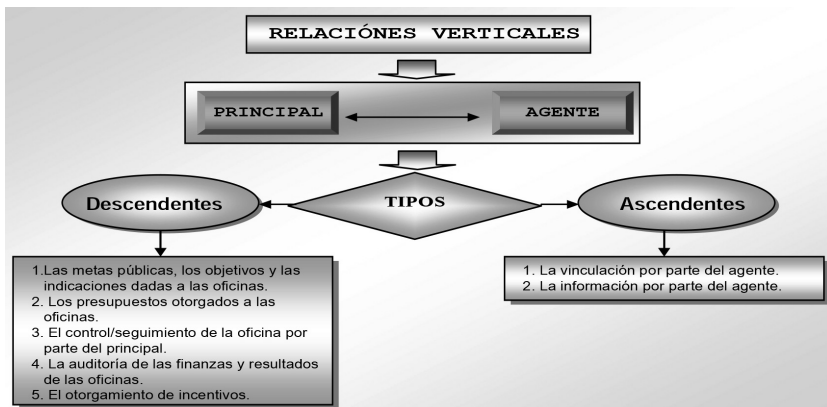 RELACIÓNES VERTICALES
PRINCIPAL
AGENTE
TIPOS
Descendentes
Ascendentes
1.Las metas públicas, los objetivos y las
indicaciones dadas a las oficinas.
2. Los presupuestos otorgados a las
oficinas.
3. El control/seguimiento de la oficina por
parte del principal.
4. La auditoría de las finanzas y resultados
de las oficinas.
5. El otorgamiento de incentivos.
1. La vinculación por parte del agente.
2. La información por parte del agente.